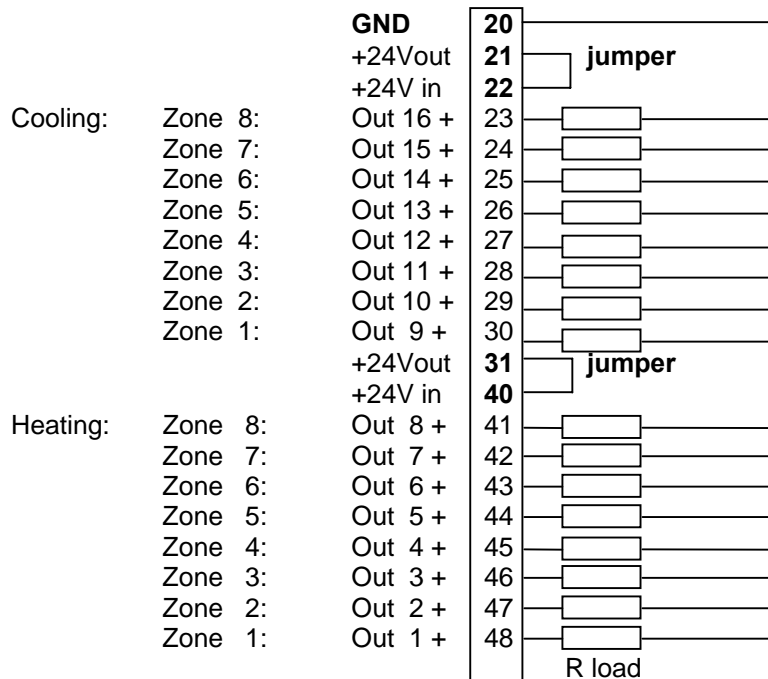 GND 20
+24Vout 21 jumper
+24V in 22
Cooling: Zone 8: Out 16 + 23
Zone 7: Out 15 + 24
Zone 6: Out 14 + 25
Zone 5: Out 13 + 26
Zone 4: Out 12 + 27
Zone 3: Out 11 + 28
Zone 2: Out 10 + 29
Zone 1: Out 9 + 30
+24Vout 31 jumper
+24V in 40
Heating: Zone 8: Out 8 + 41
Zone 7: Out 7 + 42
Zone 6: Out 6 + 43
Zone 5: Out 5 + 44
Zone 4: Out 4 + 45
Zone 3: Out 3 + 46
Zone 2: Out 2 + 47
Zone 1: Out 1 + 48
R load